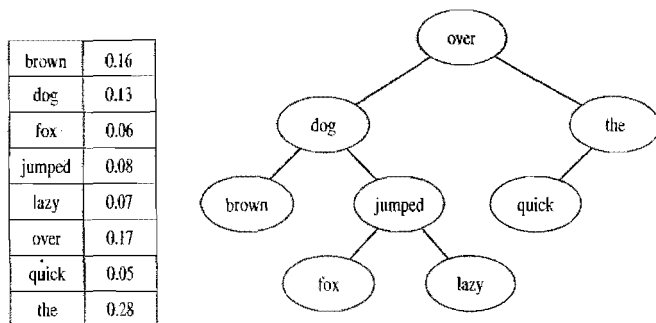 brown 0.16
dog 0.13
fox 0.06
jumped 0.08
lazy 0.07
over 0.17
quick 0.05
the 0.28
over
dog the
brown jumped quick
fox lazy